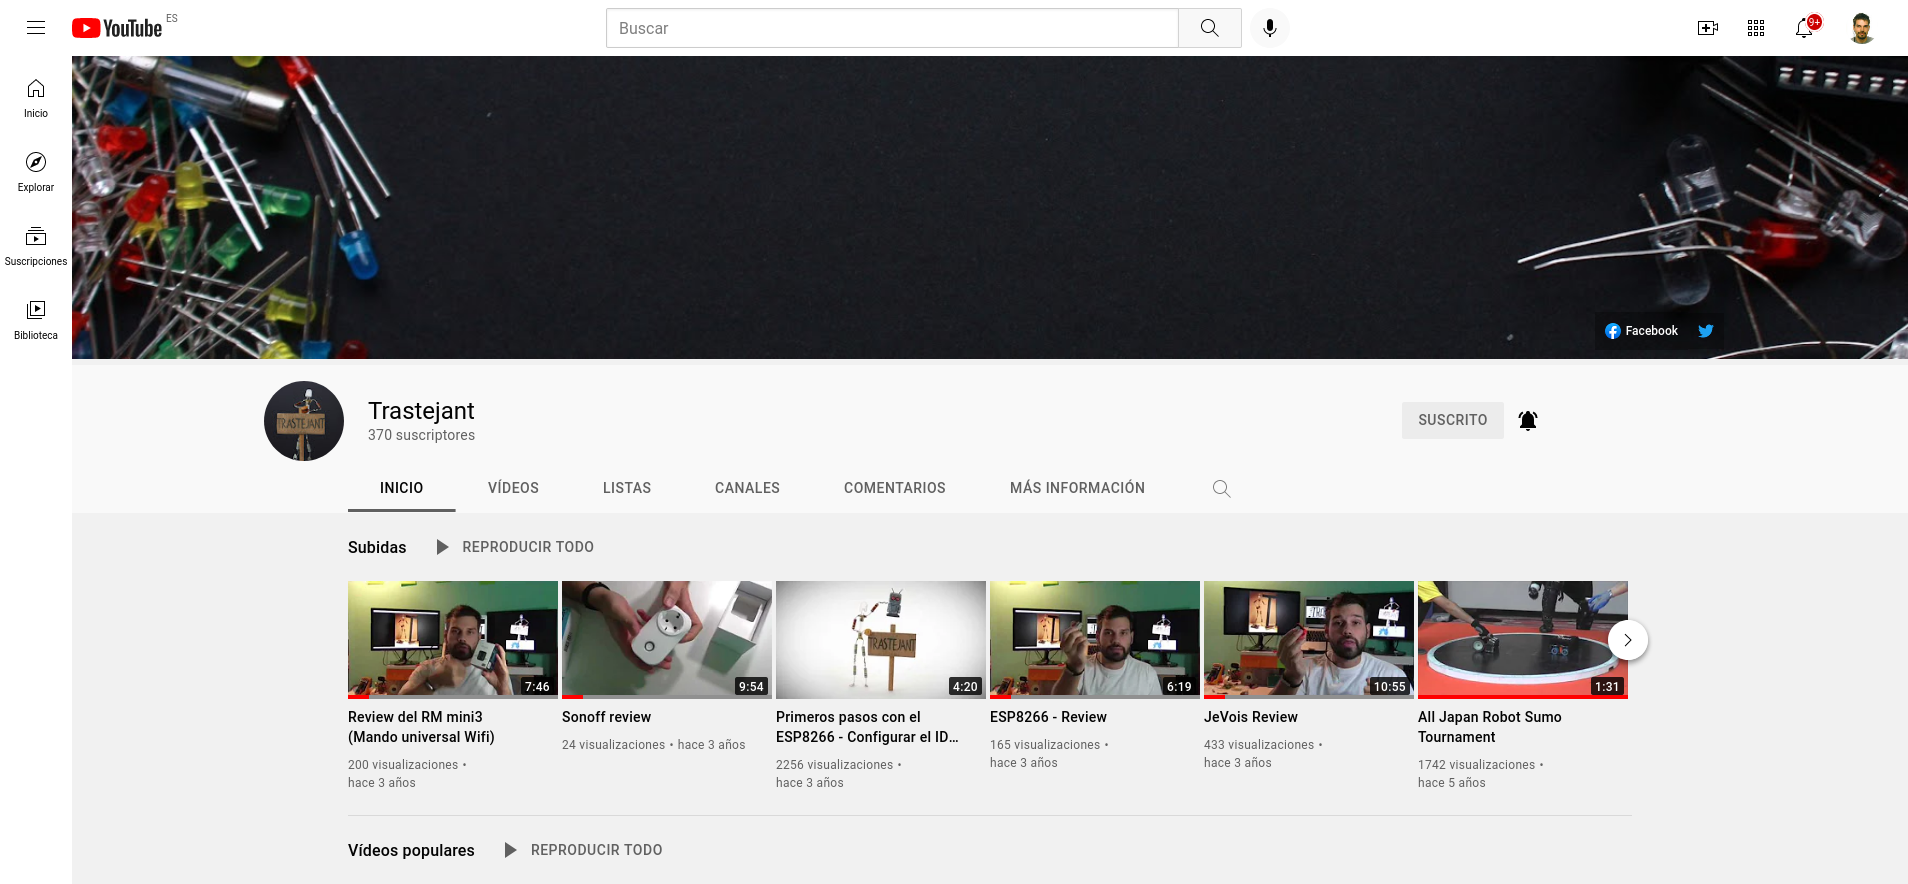 YouTube ES
Buscar
9+
Inicio
Explorar
Suscripciones
Biblioteca
Facebook
TRASTEJANT
Trastejant
370 suscriptores
SUSCRITO
INICIO VÍDEOS LISTAS CANALES COMENTARIOS MÁS INFORMACIÓN
Subidas REPRODUCIR TODO
TRASTEJANT
7:46 9:54 4:20 6:19 10:55 1:31
Review del RM mini3
(Mando universal Wifi)
200 visualizaciones •
hace 3 años
Sonoff review
24 visualizaciones • hace 3 años
Primeros pasos con el
ESP8266 - Configurar el ID…
2256 visualizaciones •
hace 3 años
ESP8266 - Review
165 visualizaciones •
hace 3 años
JeVois Review
433 visualizaciones •
hace 3 años
All Japan Robot Sumo
Tournament
1742 visualizaciones •
hace 5 años
Vídeos populares REPRODUCIR TODO